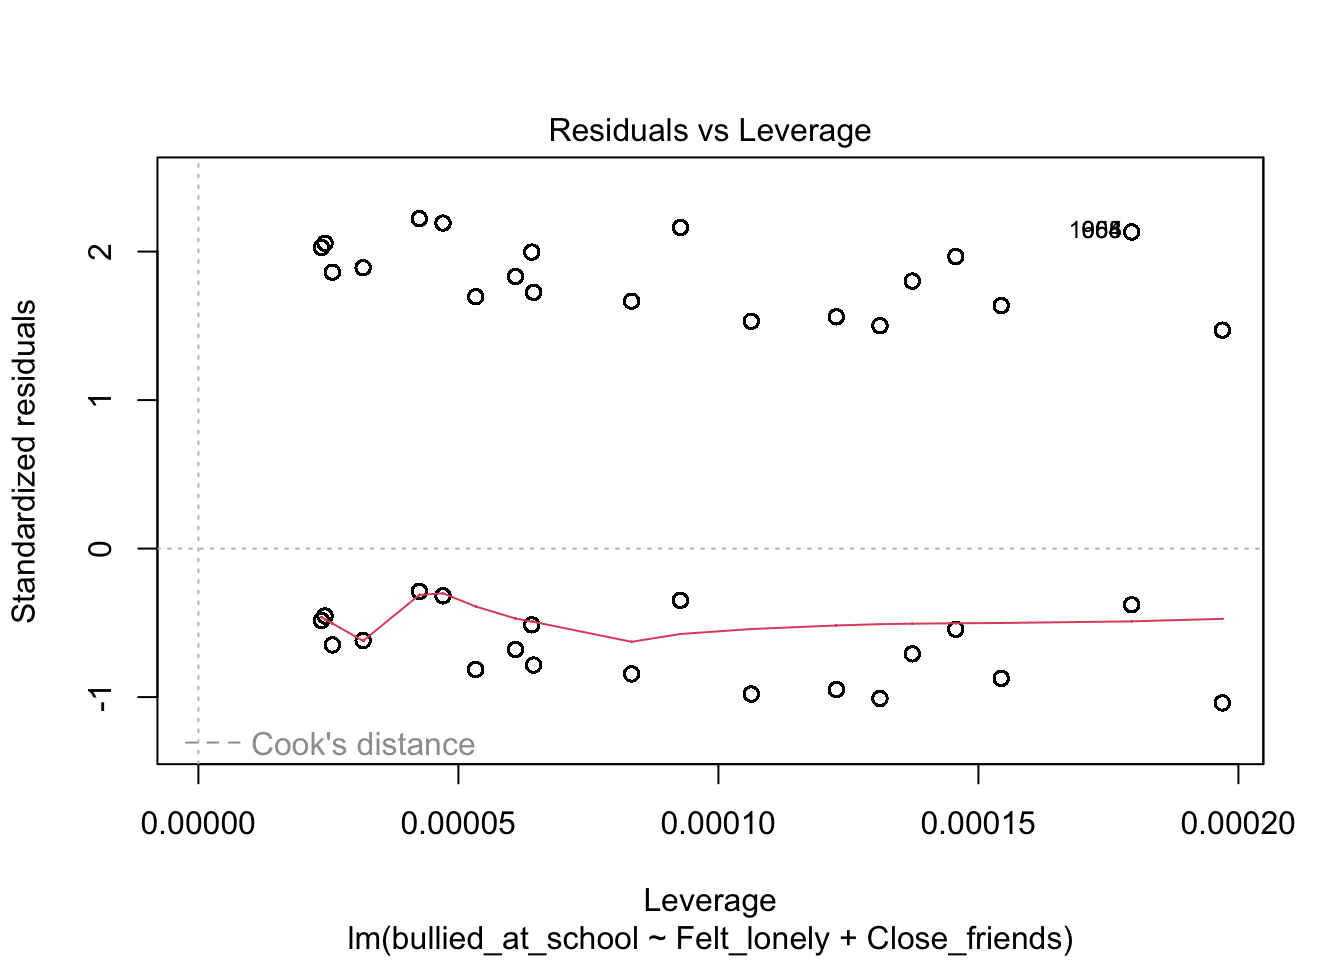 Residuals vs Leverage
Standardized residuals
2
1
0
-1
Cook's distance
0.00000 0.00005 0.00010 0.00015 0.00020
Leverage
lm(bullied_at_school ~ Felt_lonely + Close_friends)